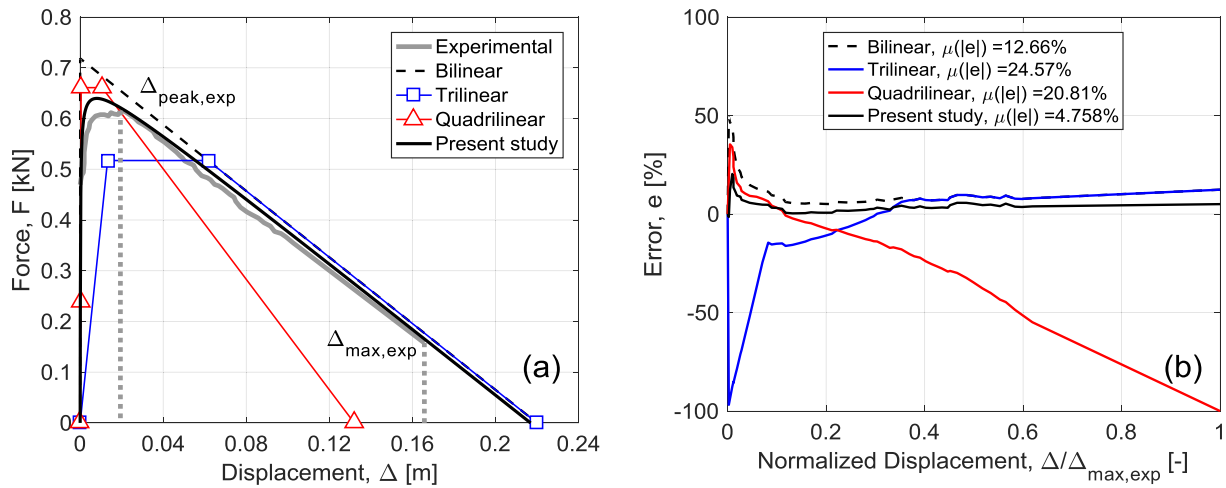 0.8
0.7
0.6
0.5
0.4
0.3
0.2
0.1
0
Force, F [kN]
Experimental
Bilinear
Trilinear
Quadrilinear
Present study
Δpeak,exp
Δmax,exp
(a)
0 0.04 0.08 0.12 0.16 0.2 0.24
Displacement, Δ [m]
100
50
0
-50
-100
Error, e [%]
Bilinear, μ(|e|) =12.66%
Trilinear, μ(|e|) =24.57%
Quadrilinear, μ(|e|) =20.81%
Present study, μ(|e|) =4.758%
(b)
0 0.2 0.4 0.6 0.8 1
Normalized Displacement, Δ/Δmax,exp [-]